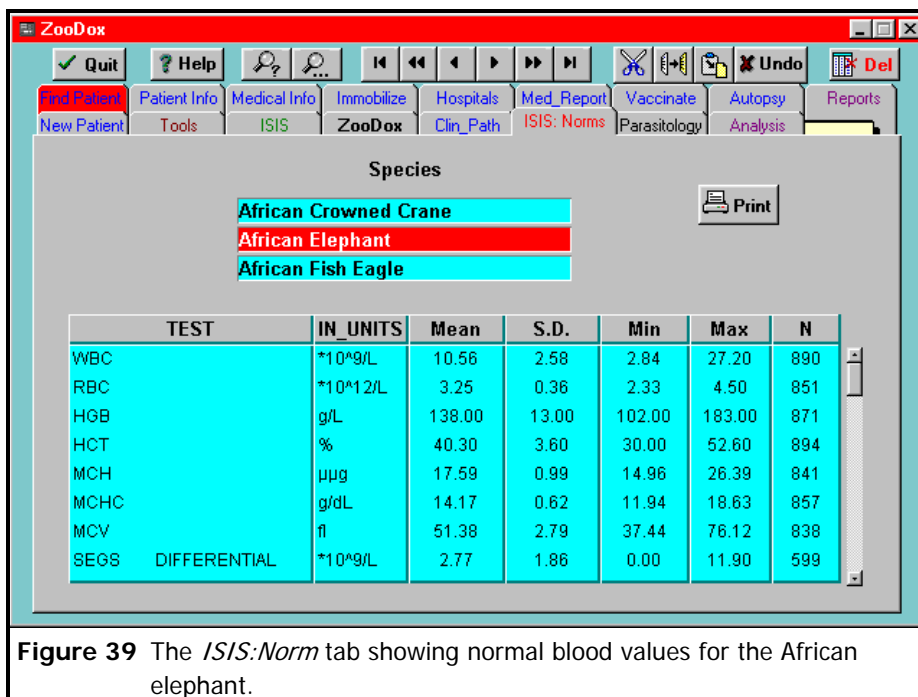 ZooDox
Quit Help ? ... Undo Del
Find Patient Patient Info Medical Info Immobilize Hospitals Med_Report Vaccinate Autopsy Reports
New Patient Tools ISIS ZooDox Clin_Path ISIS: Norms Parasitology Analysis
Species
African Crowned Crane
Print
African Elephant
African Fish Eagle
TEST IN_UNITS Mean S.D. Min Max N
WBC *10^9/L 10.56 2.58 2.84 27.20 890
RBC *10^12/L 3.25 0.36 2.33 4.50 851
HGB g/L 138.00 13.00 102.00 183.00 871
HCT % 40.30 3.60 30.00 52.60 894
MCH µµg 17.59 0.99 14.96 26.39 841
MCHC g/dL 14.17 0.62 11.94 18.63 857
MCV fl 51.38 2.79 37.44 76.12 838
SEGS DIFFERENTIAL *10^9/L 2.77 1.86 0.00 11.90 599
Figure 39 The ISIS:Norm tab showing normal blood values for the African
elephant.